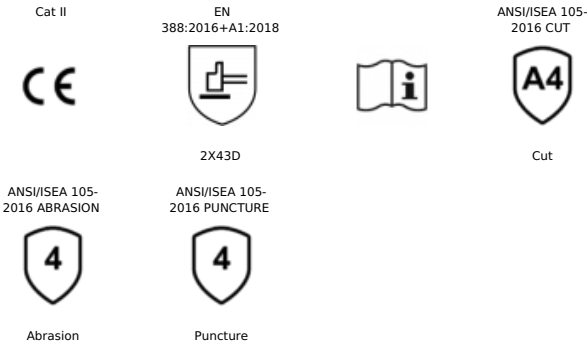 Cat II
EN
388:2016+A1:2018
ANSI/ISEA 105-
2016 CUT
CE
i
A4
2X43D
Cut
ANSI/ISEA 105-
2016 ABRASION
ANSI/ISEA 105-
2016 PUNCTURE
4
4
Abrasion
Puncture